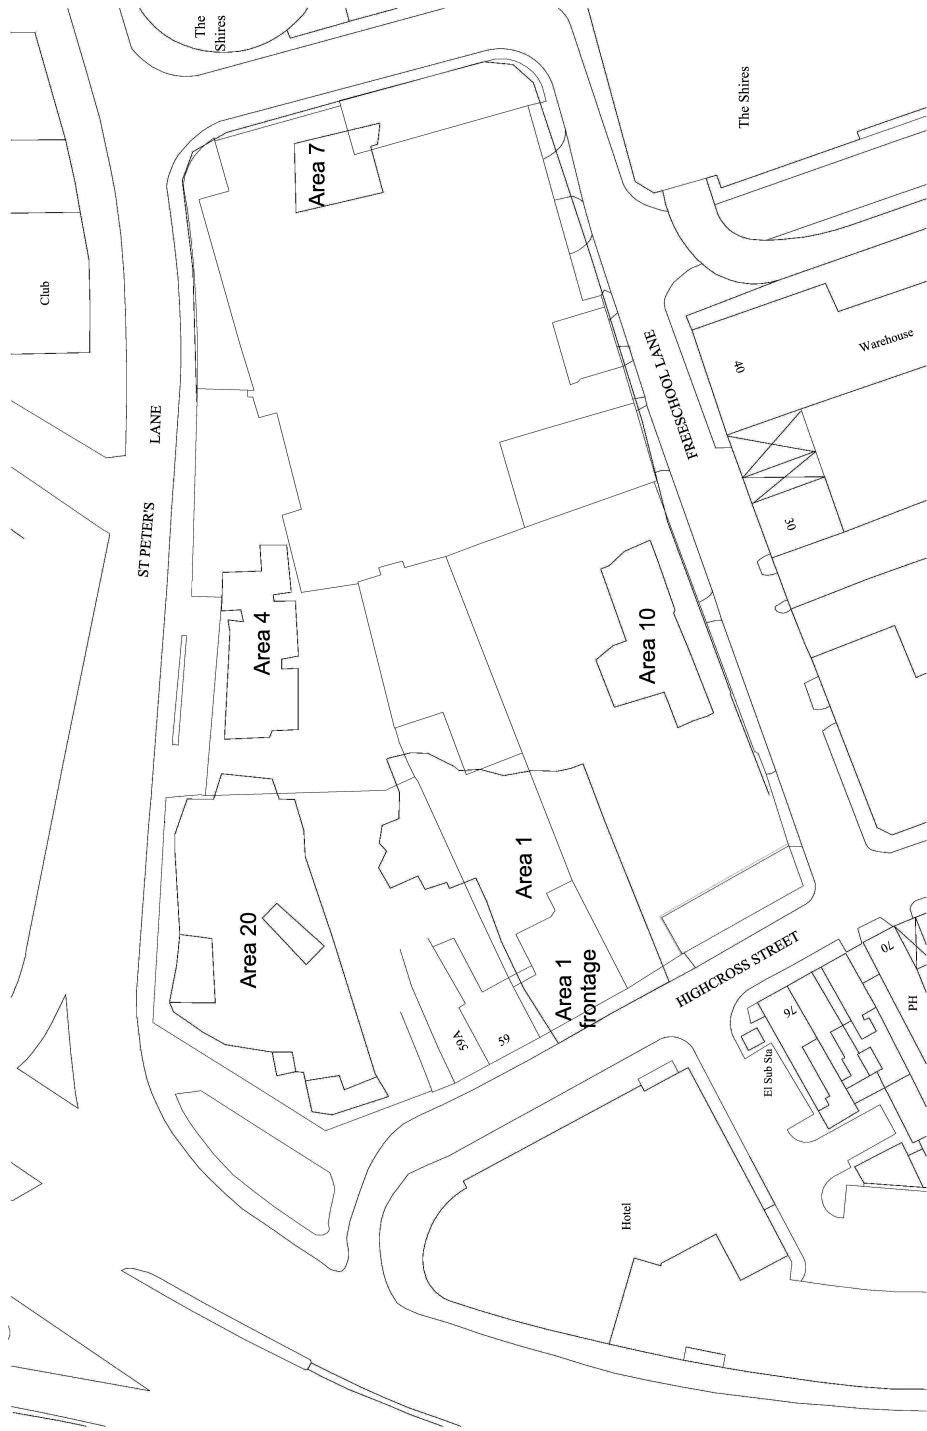 The
Shires
The Shires
Club
Area 7
FREESCHOOL LANE
Warehouse
40
ST PETER'S
LANE
30
Area 4
Area 10
Area 1
Area 20
Area 1
frontage
HIGHCROSS STREET
59A
59
76
70
PH
El Sub Sta
Hotel